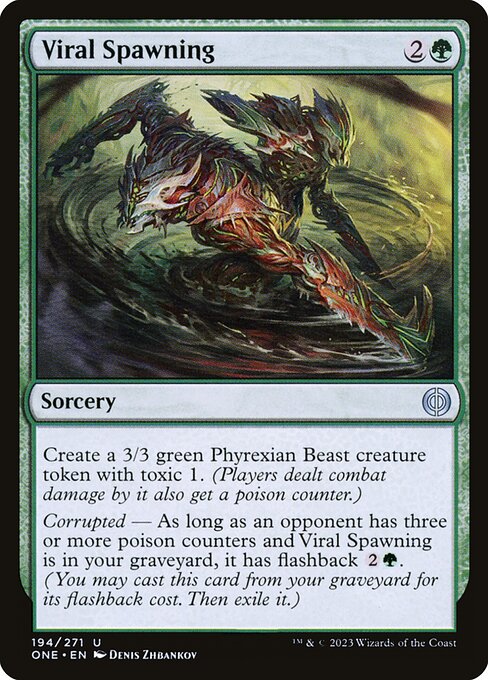 Viral Spawning 2
Sorcery
Create a 3/3 green Phyrexian Beast creature
token with toxic 1. (Players dealt combat
damage by it also get a poison counter.)
Corrupted — As long as an opponent has three
or more poison counters and Viral Spawning
is in your graveyard, it has flashback 2 .
(You may cast this card from your graveyard for
its flashback cost. Then exile it.)
194/271 U
ONE • EN DENIS ZHBANKOV
™ & © 2023 Wizards of the Coast